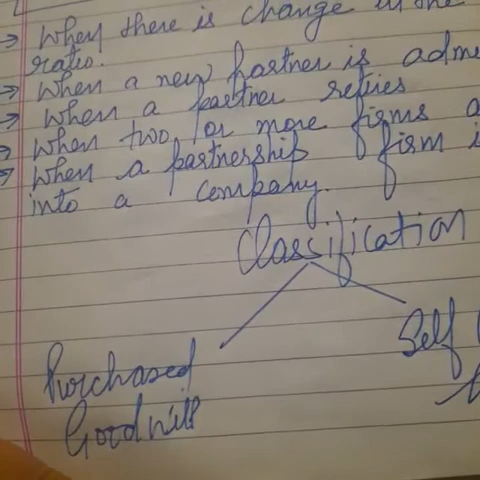 → When there is change in the
ratio.
→ When a new partner is adm
→ When a partner retires
→ When two or more firms a
→ When a partnership firm i
into a company.
Classification
Self
Purchased
Goodwill